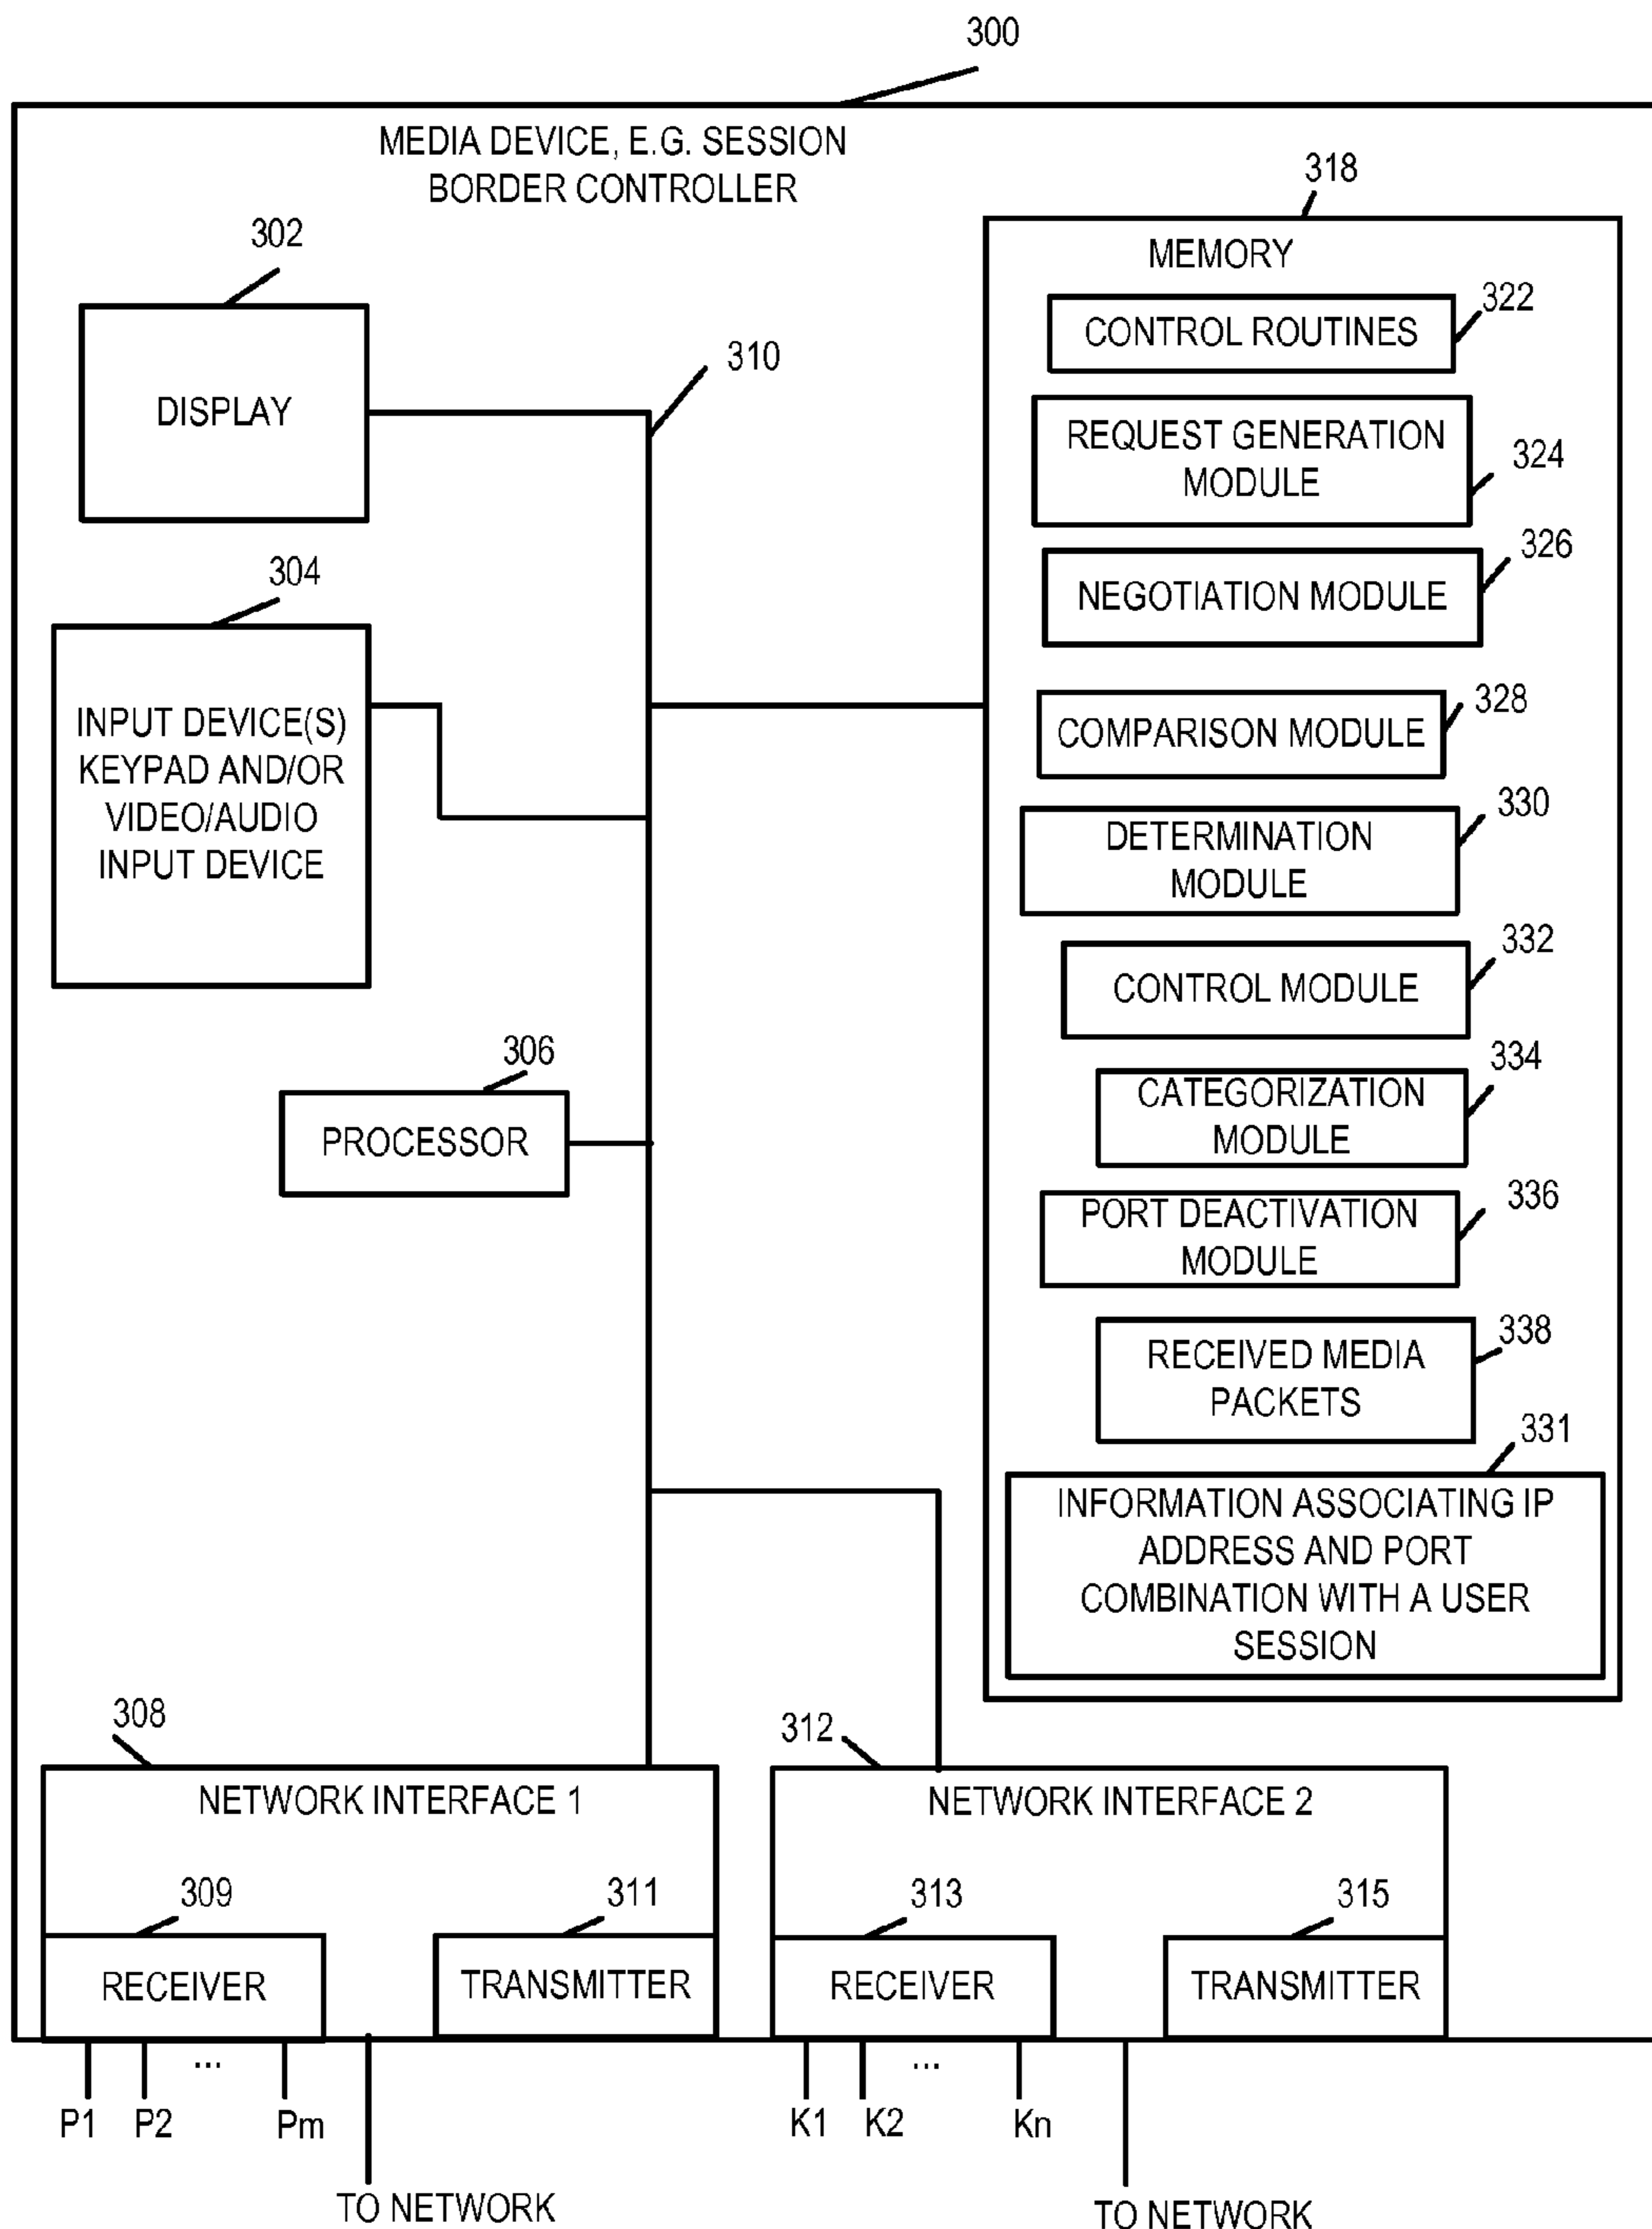 300
MEDIA DEVICE, E.G. SESSION
BORDER CONTROLLER
302
DISPLAY
310
304
INPUT DEVICE(S)
KEYPAD AND/OR
VIDEO/AUDIO
INPUT DEVICE
306
PROCESSOR
318
MEMORY
322
CONTROL ROUTINES
REQUEST GENERATION
MODULE
324
326
NEGOTIATION MODULE
328
COMPARISON MODULE
330
DETERMINATION
MODULE
332
CONTROL MODULE
334
CATEGORIZATION
MODULE
336
PORT DEACTIVATION
MODULE
338
RECEIVED MEDIA
PACKETS
331
INFORMATION ASSOCIATING IP
ADDRESS AND PORT
COMBINATION WITH A USER
SESSION
308
NETWORK INTERFACE 1
309
RECEIVER
311
TRANSMITTER
P1 P2 ... Pm
TO NETWORK
312
NETWORK INTERFACE 2
313
RECEIVER
315
TRANSMITTER
K1 K2 ... Kn
TO NETWORK